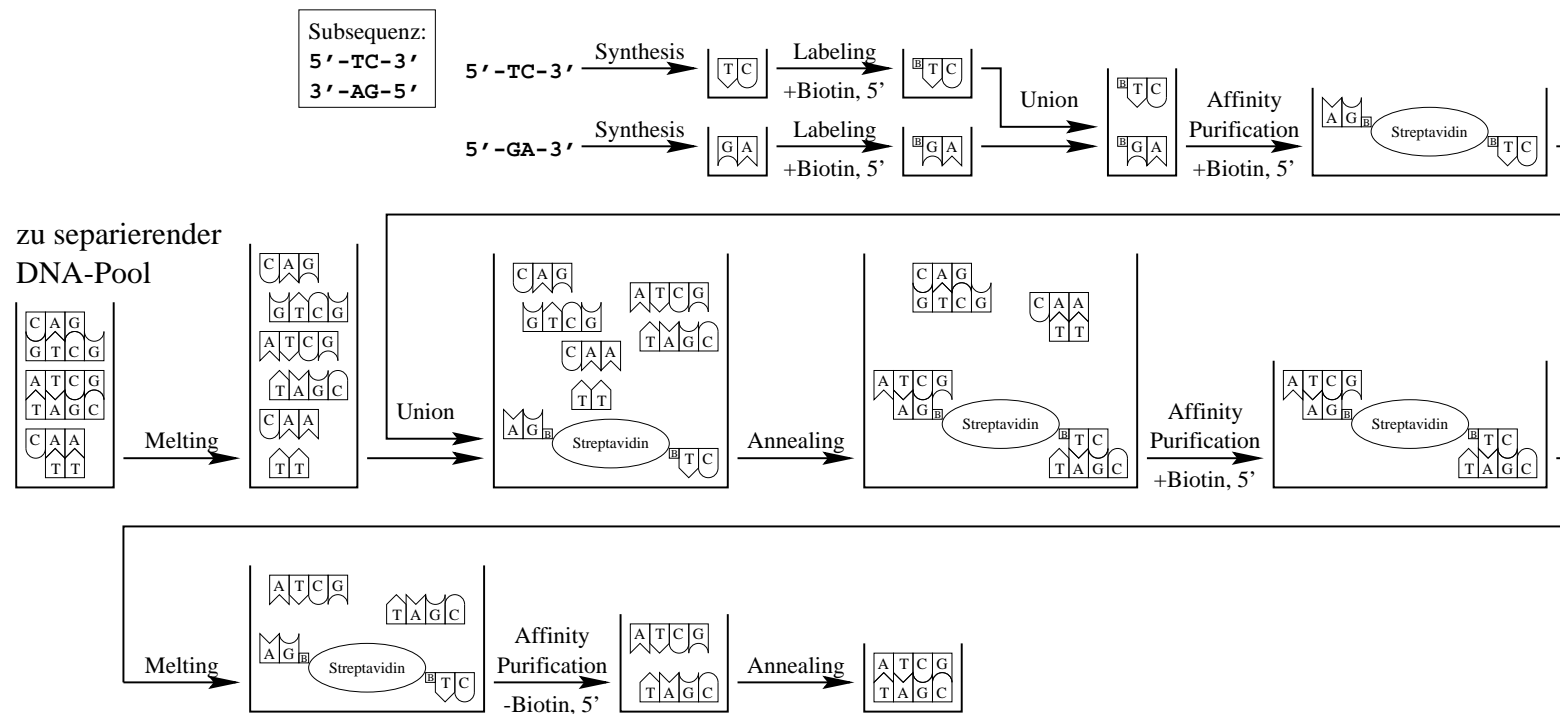 Subsequenz:
5'-TC-3'
3'-AG-5'
5'-TC-3'
Synthesis
T C
Labeling
+Biotin, 5'
B T C
Union
5'-GA-3'
Synthesis
G A
Labeling
+Biotin, 5'
B G A
B T C
B G A
Affinity
Purification
+Biotin, 5'
A G B
Streptavidin
B T C
zu separierender
DNA-Pool
C A G
G T C G
A T C G
T A G C
C A A
T T
Melting
C A G
G T C G
A T C G
T A G C
C A A
T T
Union
C A G
G T C G
A T C G
T A G C
C A A
T T
A G B
Streptavidin
B T C
Annealing
C A G
G T C G
C A A
T T
A T C G
A G B
Streptavidin
B T C
T A G C
Affinity
Purification
+Biotin, 5'
A T C G
A G B
Streptavidin
B T C
T A G C
Melting
A T C G
T A G C
A G B
Streptavidin
B T C
Affinity
Purification
-Biotin, 5'
A T C G
T A G C
Annealing
A T C G
T A G C